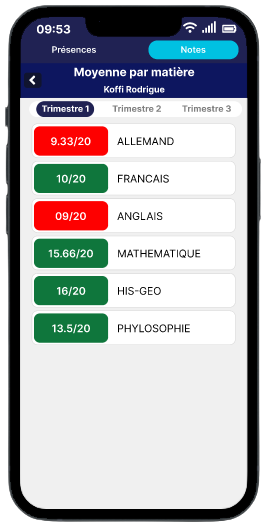 09:53
Présences Notes
Moyenne par matière
Koffi Rodrigue
Trimestre 1 Trimestre 2 Trimestre 3
9.33/20 ALLEMAND
10/20 FRANCAIS
09/20 ANGLAIS
15.66/20 MATHEMATIQUE
16/20 HIS-GEO
13.5/20 PHYLOSOPHIE